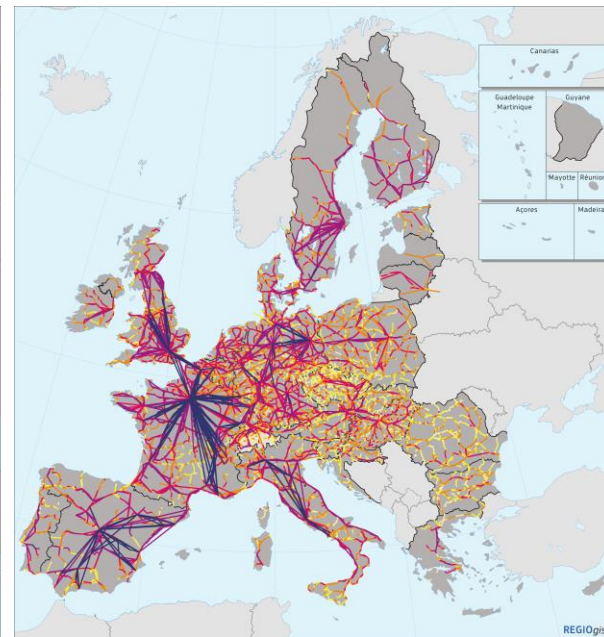 Canarias
Guadeloupe
Martinique
Guyane
Mayotte
Réunion
Açores
Madeira
REGIOgis